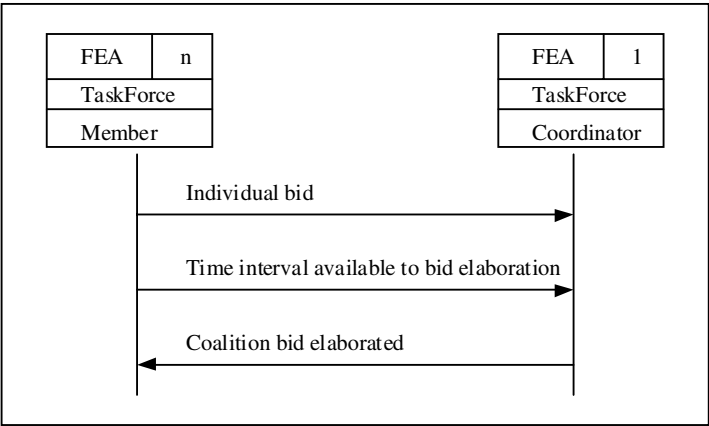 FEA n
TaskForce
Member
FEA 1
TaskForce
Coordinator
Individual bid
Time interval available to bid elaboration
Coalition bid elaborated